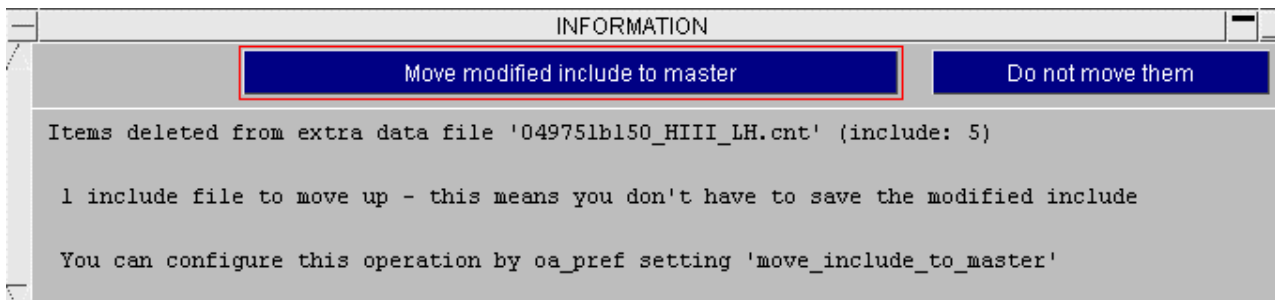 INFORMATION
Move modified include to master
Do not move them
Items deleted from extra data file '049751b150_HIII_LH.cnt' (include: 5)
1 include file to move up - this means you don't have to save the modified include
You can configure this operation by oa_pref setting 'move_include_to_master'